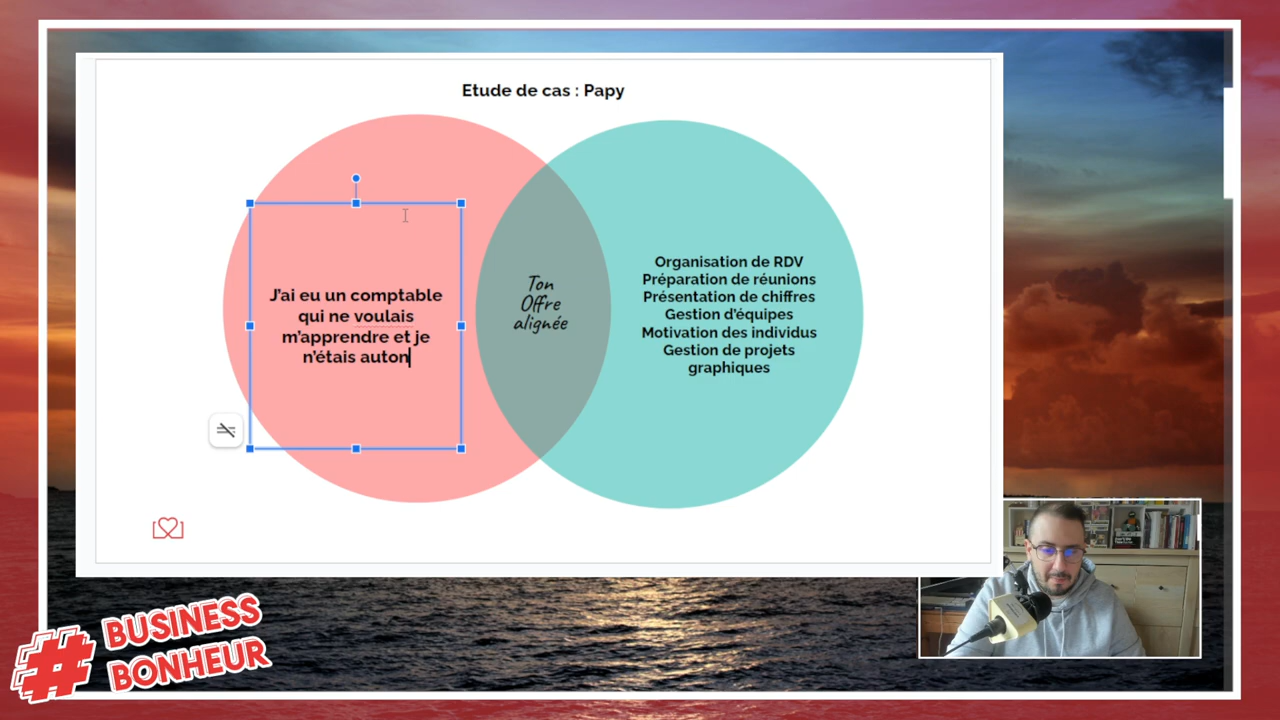 Etude de cas : Papy
J'ai eu un comptable
qui ne voulais
m'apprendre et je
n'étais auton
Ton
Offre
alignée
Organisation de RDV
Préparation de réunions
Présentation de chiffres
Gestion d'équipes
Motivation des individus
Gestion de projets
graphiques
# BUSINESS
BONHEUR